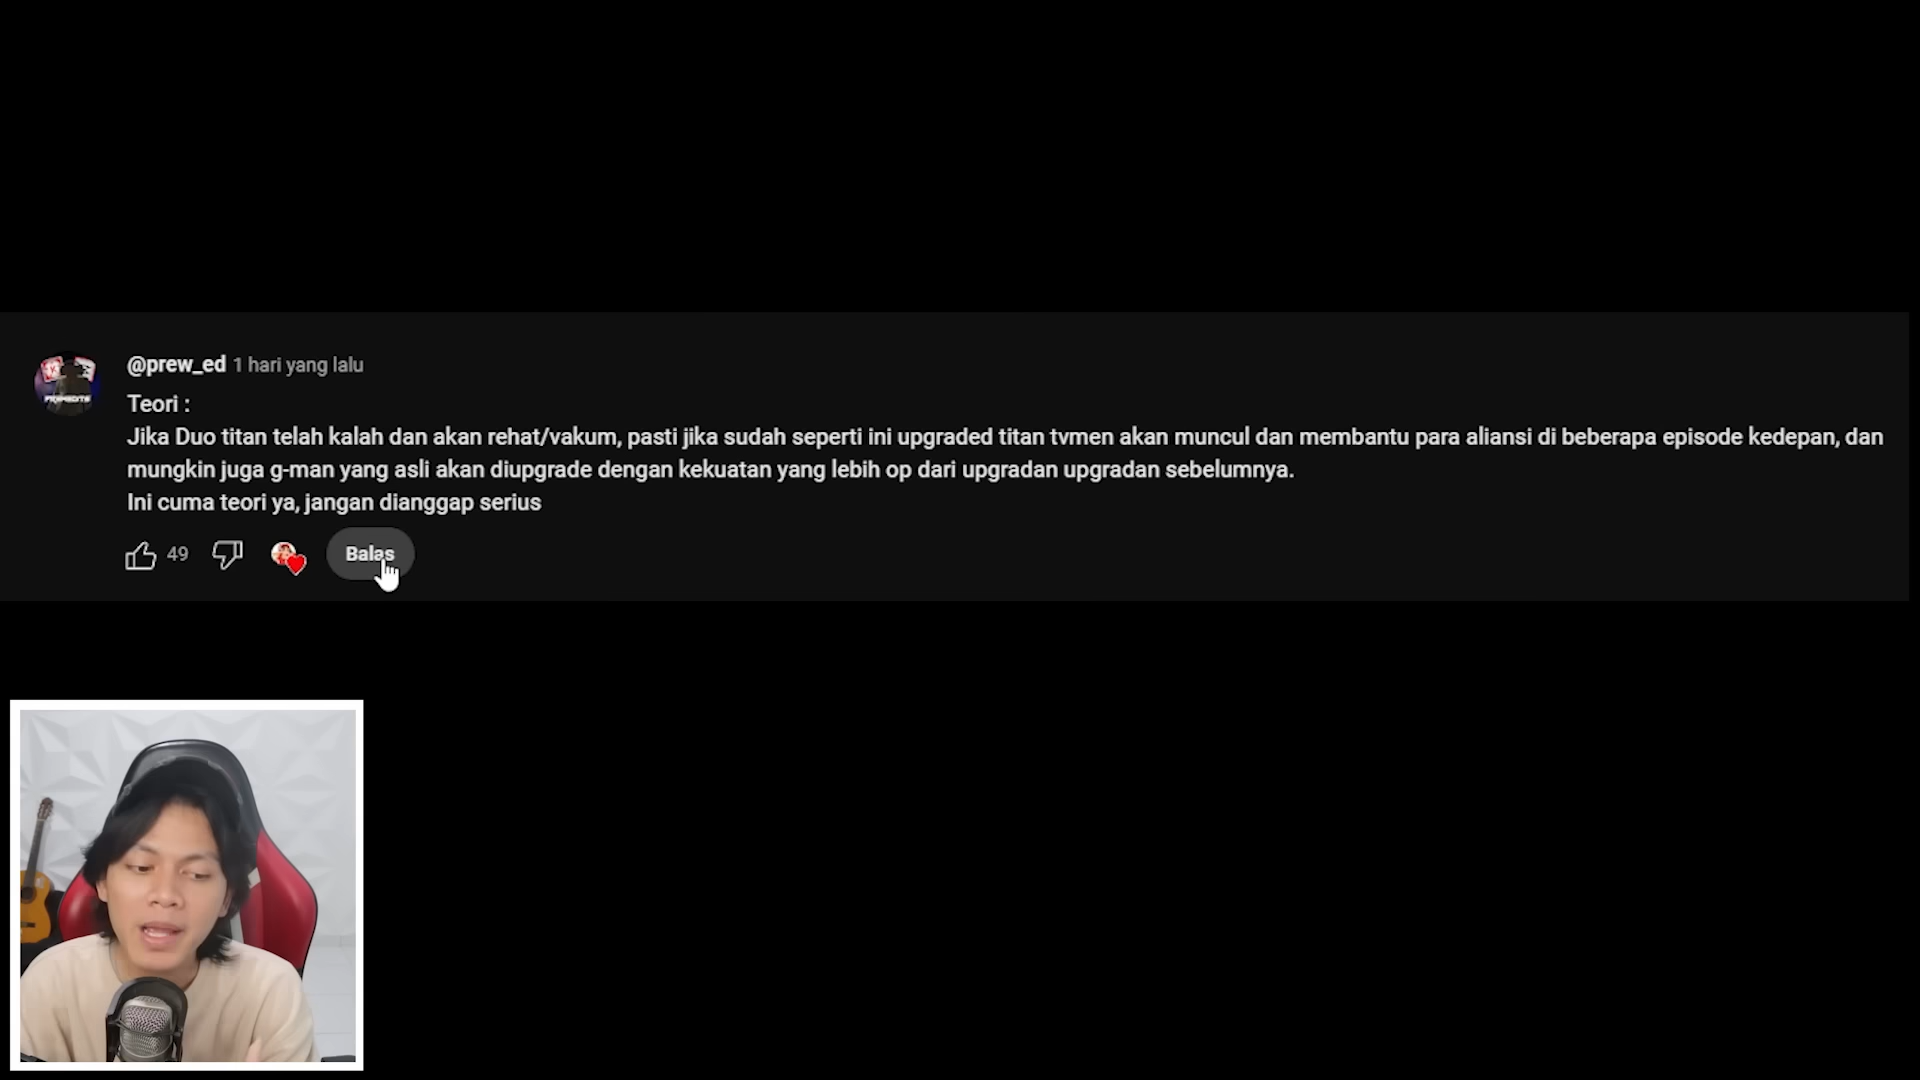 @prew_ed 1 hari yang lalu
Teori :
Jika Duo titan telah kalah dan akan rehat/vakum, pasti jika sudah seperti ini upgraded titan tvmen akan muncul dan membantu para aliansi di beberapa episode kedepan, dan
mungkin juga g-man yang asli akan diupgrade dengan kekuatan yang lebih op dari upgradan upgradan sebelumnya.
Ini cuma teori ya, jangan dianggap serius
49 Balas